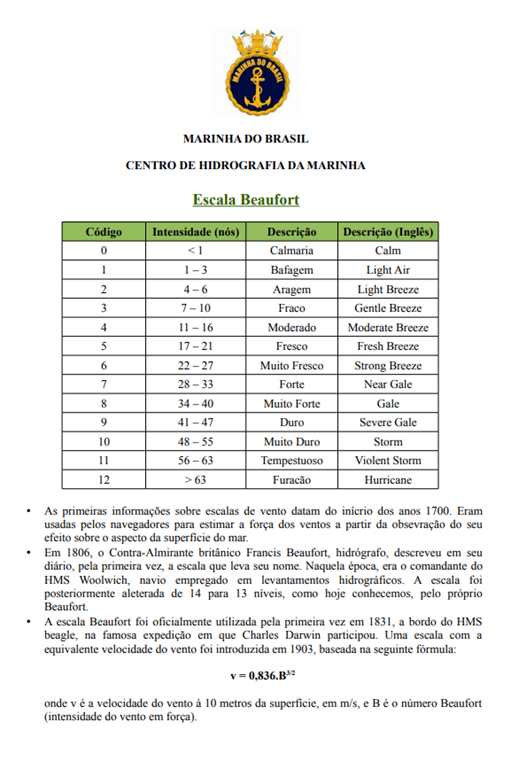 MARINHA DO BRASIL
MARINHA DO BRASIL
CENTRO DE HIDROGRAFIA DA MARINHA
Escala Beaufort
Código Intensidade (nós) Descrição Descrição (Inglês)
0 < 1 Calmaria Calm
1 1 – 3 Bafagem Light Air
2 4 – 6 Aragem Light Breeze
3 7 – 10 Fraco Gentle Breeze
4 11 – 16 Moderado Moderate Breeze
5 17 – 21 Fresco Fresh Breeze
6 22 – 27 Muito Fresco Strong Breeze
7 28 – 33 Forte Near Gale
8 34 – 40 Muito Forte Gale
9 41 – 47 Duro Severe Gale
10 48 – 55 Muito Duro Storm
11 56 – 63 Tempestuoso Violent Storm
12 > 63 Furacão Hurricane
• As primeiras informações sobre escalas de vento datam do inícrio dos anos 1700. Eram
usadas pelos navegadores para estimar a força dos ventos a partir da obsevração do seu
efeito sobre o aspecto da superfície do mar.
• Em 1806, o Contra-Almirante britânico Francis Beaufort, hidrógrafo, descreveu em seu
diário, pela primeira vez, a escala que leva seu nome. Naquela época, era o comandante do
HMS Woolwich, navio empregado em levantamentos hidrográficos. A escala foi
posteriormente aleterada de 14 para 13 níveis, como hoje conhecemos, pelo próprio
Beaufort.
• A escala Beaufort foi oficialmente utilizada pela primeira vez em 1831, a bordo do HMS
beagle, na famosa expedição em que Charles Darwin participou. Uma escala com a
equivalente velocidade do vento foi introduzida em 1903, baseada na seguinte fórmula:
v = 0,836.B^3/2
onde v é a velocidade do vento à 10 metros da superfície, em m/s, e B é o número Beaufort
(intensidade do vento em força).